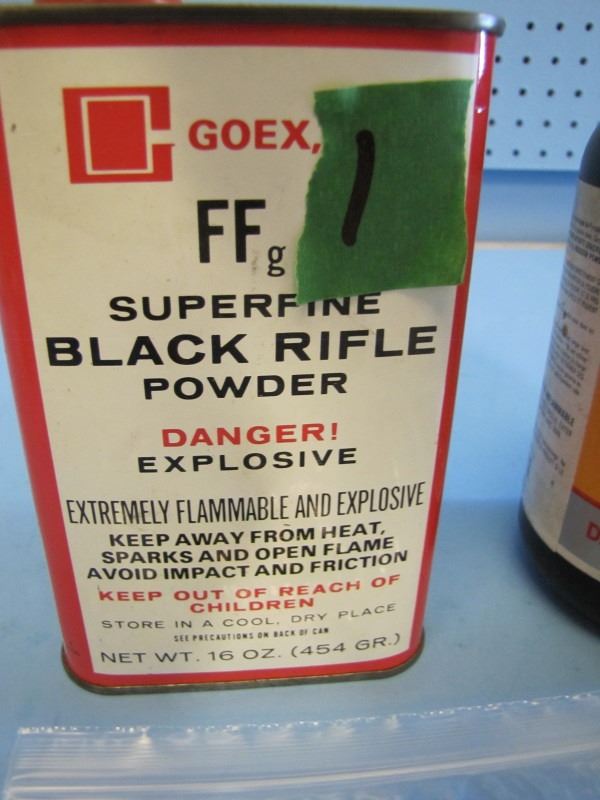 GOEX,
1
FFg
SUPERFINE
BLACK RIFLE
POWDER
DANGER!
EXPLOSIVE
EXTREMELY FLAMMABLE AND EXPLOSIVE
KEEP AWAY FROM HEAT,
SPARKS AND OPEN FLAME
AVOID IMPACT AND FRICTION
KEEP OUT OF REACH OF
CHILDREN
STORE IN A COOL, DRY PLACE
SEE PRECAUTIONS ON BACK OF CAN
NET WT. 16 OZ. (454 GR.)